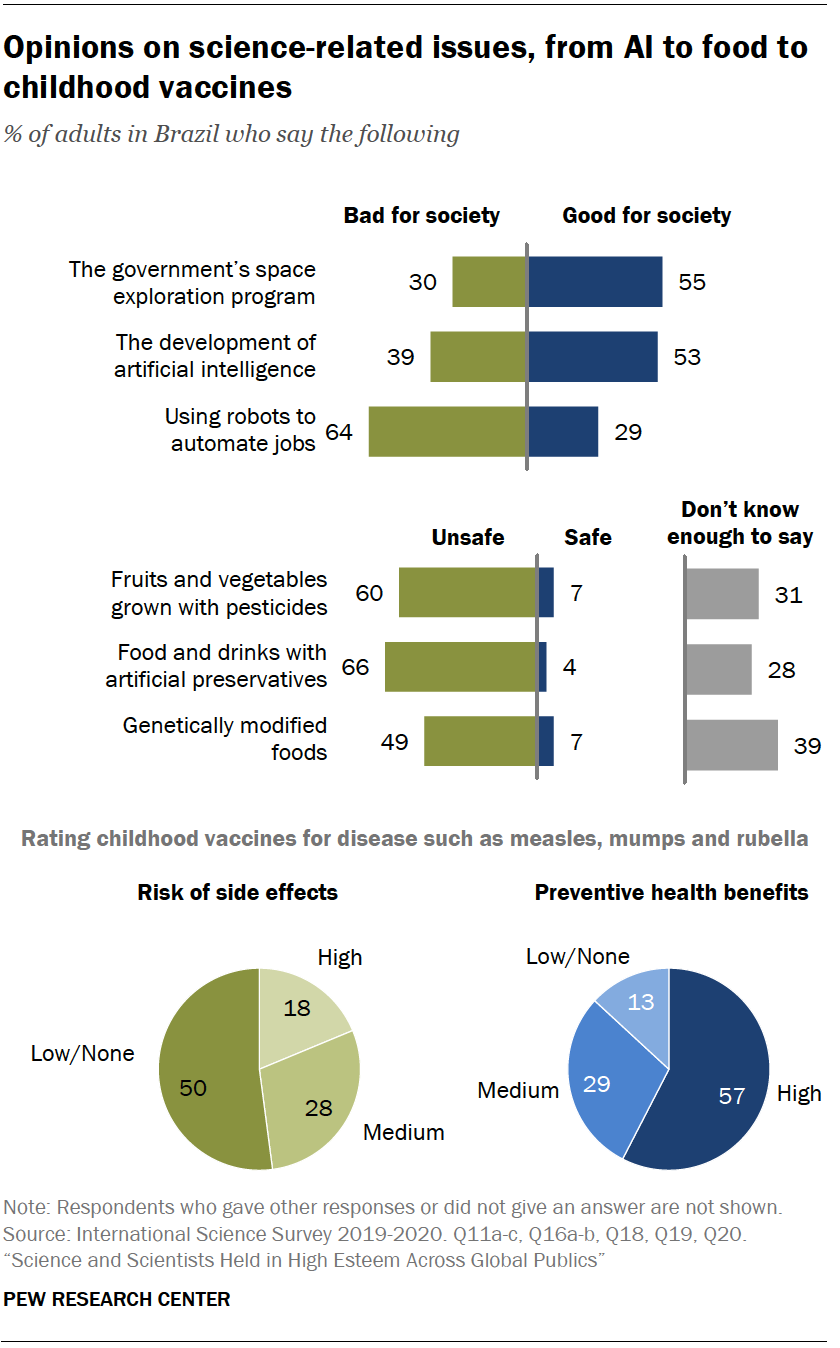 Opinions on science-related issues, from AI to food to
childhood vaccines
% of adults in Brazil who say the following
Bad for society Good for society
The government's space
exploration program
30 55
The development of
artificial intelligence
39 53
Using robots to
automate jobs
64 29
Don't know
enough to say
Unsafe Safe
Fruits and vegetables
grown with pesticides
60 7 31
Food and drinks with
artificial preservatives
66 4 28
Genetically modified
foods
49 7 39
Rating childhood vaccines for disease such as measles, mumps and rubella
Risk of side effects
High
18
Low/None
50
28
Medium
Preventive health benefits
Low/None
13
Medium
29
57
High
Note: Respondents who gave other responses or did not give an answer are not shown.
Source: International Science Survey 2019-2020. Q11a-c, Q16a-b, Q18, Q19, Q20.
“Science and Scientists Held in High Esteem Across Global Publics”
PEW RESEARCH CENTER